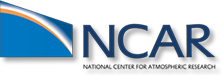 NCAR
NATIONAL CENTER FOR ATMOSPHERIC RESEARCH